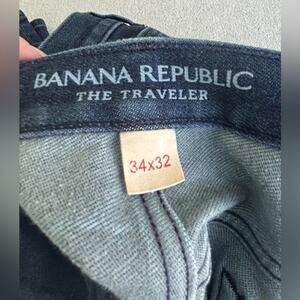 BANANA REPUBLIC
THE TRAVELER
34x32